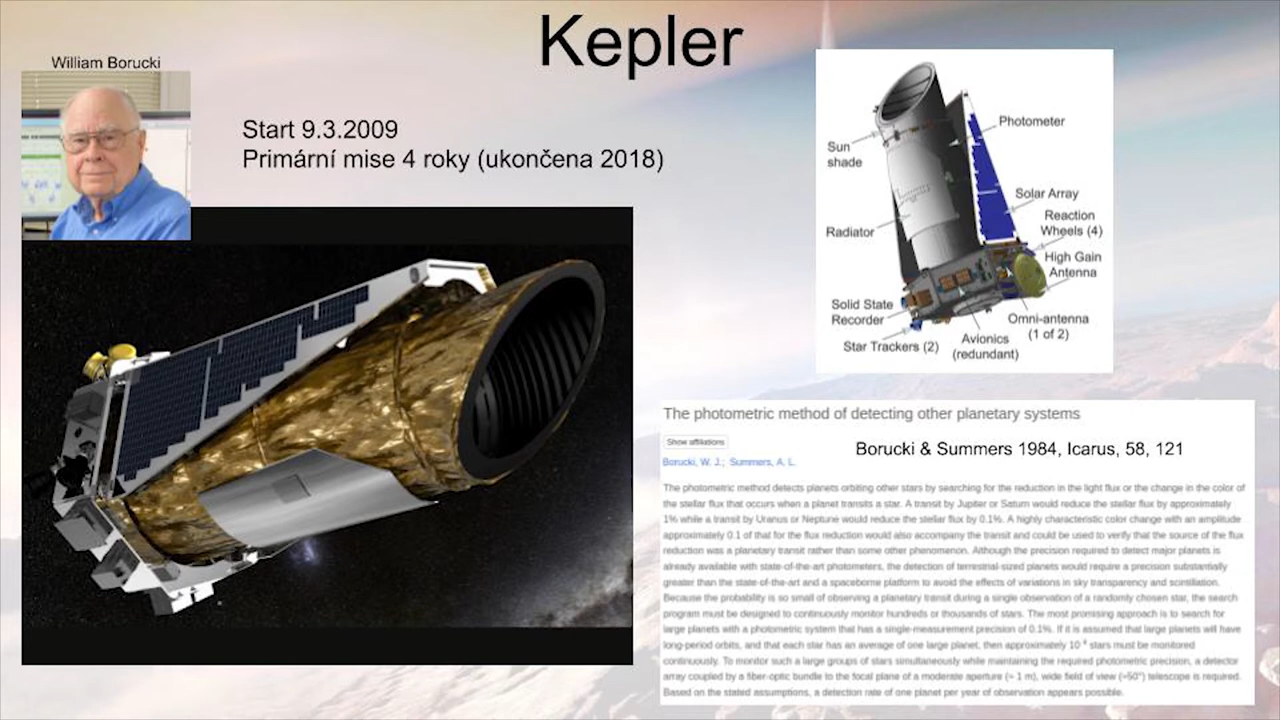 Kepler
William Borucki
Start 9.3.2009
Primární mise 4 roky (ukončena 2018)
Photometer
Sun
shade
Solar Array
Reaction
Wheels (4)
Radiator
High Gain
Antenna
Solid State
Recorder
Omni-antenna
(1 of 2)
Star Trackers (2)
Avionics
(redundant)
The photometric method of detecting other planetary systems
Show affiliations
Borucki & Summers 1984, Icarus, 58, 121
Borucki, W. J.; Summers, A. L.
The photometric method detects planets orbiting other stars by searching for the reduction in the light flux or the change in the color of
the stellar flux that occurs when a planet transits a star. A transit by Jupiter or Saturn would reduce the stellar flux by approximately
1% while a transit by Uranus or Neptune would reduce the stellar flux by 0.1%. A highly characteristic color change with an amplitude
approximately 0.1 of that for the flux reduction would also accompany the transit and could be used to verify that the source of the flux
reduction was a planetary transit rather than some other phenomenon. Although the precision required to detect major planets is
already available with state-of-the-art photometers, the detection of terrestrial-sized planets would require a precision substantially
greater than the state-of-the-art and a spaceborne platform to avoid the effects of variations in sky transparency and scintillation.
Because the probability is so small of observing a planetary transit during a single observation of a randomly chosen star, the search
program must be designed to continuously monitor hundreds or thousands of stars. The most promising approach is to search for
large planets with a photometric system that has a single-measurement precision of 0.1%. If it is assumed that large planets will have
long-period orbits, and that each star has an average of one large planet, then approximately 10⁴ stars must be monitored
continuously. To monitor such a large groups of stars simultaneously while maintaining the required photometric precision, a detector
array coupled by a fiber-optic bundle to the focal plane of a moderate aperture (≈ 1 m), wide field of view (≈50°) telescope is required.
Based on the stated assumptions, a detection rate of one planet per year of observation appears possible.